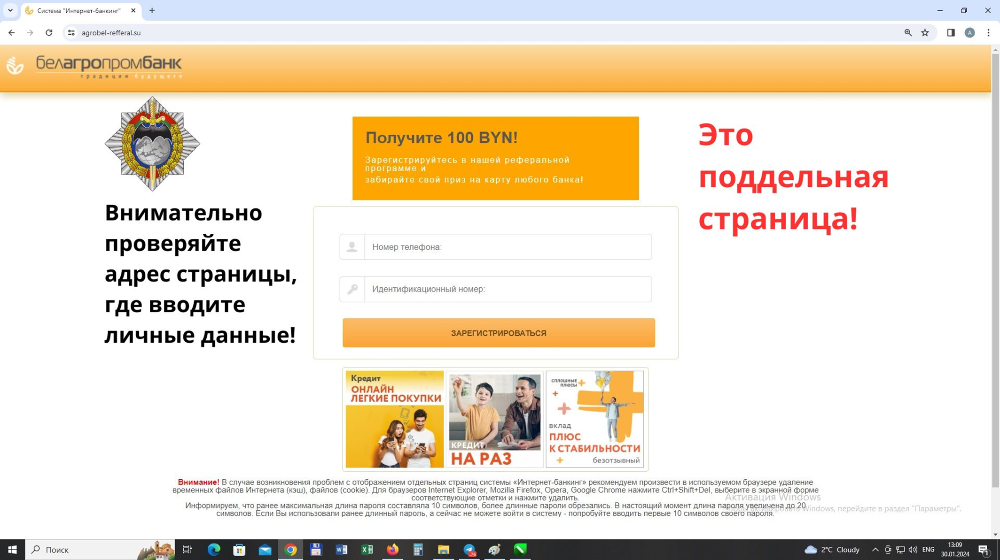 Система "Интернет-банкинг"
agrobel-refferal.su
A
белагропромбанк
традиции будущего
Получите 100 BYN!
Зарегистрируйтесь в нашей реферальной
программе и
забирайте свой приз на карту любого банка!
Это
поддельная
страница!
Внимательно
проверяйте
адрес страницы,
где вводите
личные данные!
Номер телефона:
Идентификационный номер:
ЗАРЕГИСТРИРОВАТЬСЯ
Кредит
ОНЛАЙН
ЛЕГКИЕ ПОКУПКИ
КРЕДИТ
НА РАЗ
СПЛОШНЫЕ
ПЛЮСЫ
вклад
ПЛЮС
К СТАБИЛЬНОСТИ
безотзывный
Внимание! В случае возникновения проблем с отображением отдельных страниц системы «Интернет-банкинг» рекомендуем произвести в используемом браузере удаление
временных файлов Интернета (кэш), файлов (cookie). Для браузеров Internet Explorer, Mozilla Firefox, Opera, Google Chrome нажмите Ctrl+Shift+Del, выберите в экранной форме
соответствующие отметки и нажмите удалить.
Информируем, что ранее максимальная длина пароля составляла 10 символов, более длинные пароли обрезались. В настоящий момент длина пароля увеличена до 20
символов. Если Вы использовали ранее длинный пароль, а сейчас не можете войти в систему - попробуйте вводить первые 10 символов своего пароля.
Активация Windows
Чтобы активировать Windows, перейдите в раздел "Параметры".
Поиск
76
2°C Cloudy
ENG
13:09
30.01.2024
1